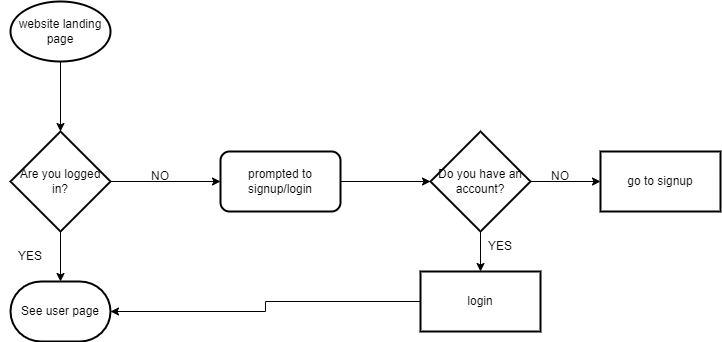 website landing
page
Are you logged
in?
NO
prompted to
signup/login
Do you have an
account?
NO
go to signup
YES
YES
See user page
login